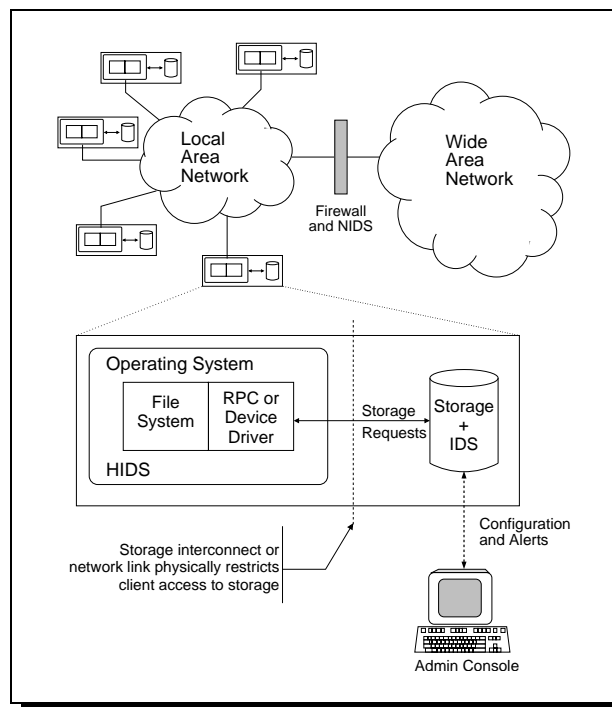 Local
Area
Network
Wide
Area
Network
Firewall
and NIDS
Operating System
File
System
RPC or
Device
Driver
HIDS
Storage
Requests
Storage
+
IDS
Storage interconnect or
network link physically restricts
client access to storage
Configuration
and Alerts
Admin Console